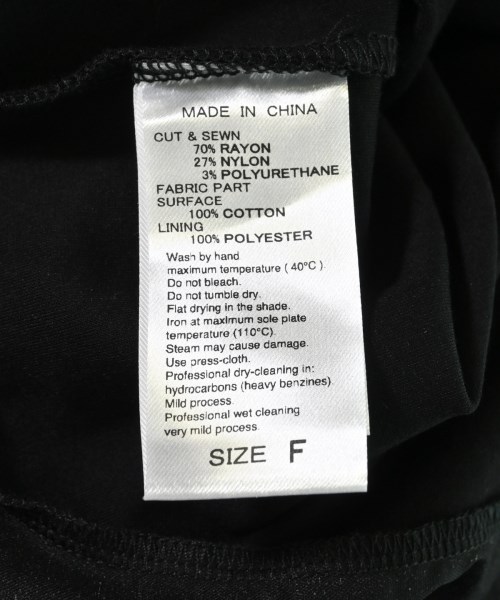 MADE IN CHINA
CUT & SEWN
70% RAYON
27% NYLON
3% POLYURETHANE
FABRIC PART
SURFACE
100% COTTON
LINING
100% POLYESTER
Wash by hand
maximum temperature ( 40°C ).
Do not bleach.
Do not tumble dry.
Flat drying in the shade.
Iron at maximum sole plate
temperature (110°C).
Steam may cause damage.
Use press-cloth.
Professional dry-cleaning in:
hydrocarbons (heavy benzines).
Mild process.
Professional wet cleaning
very mild process.
SIZE F